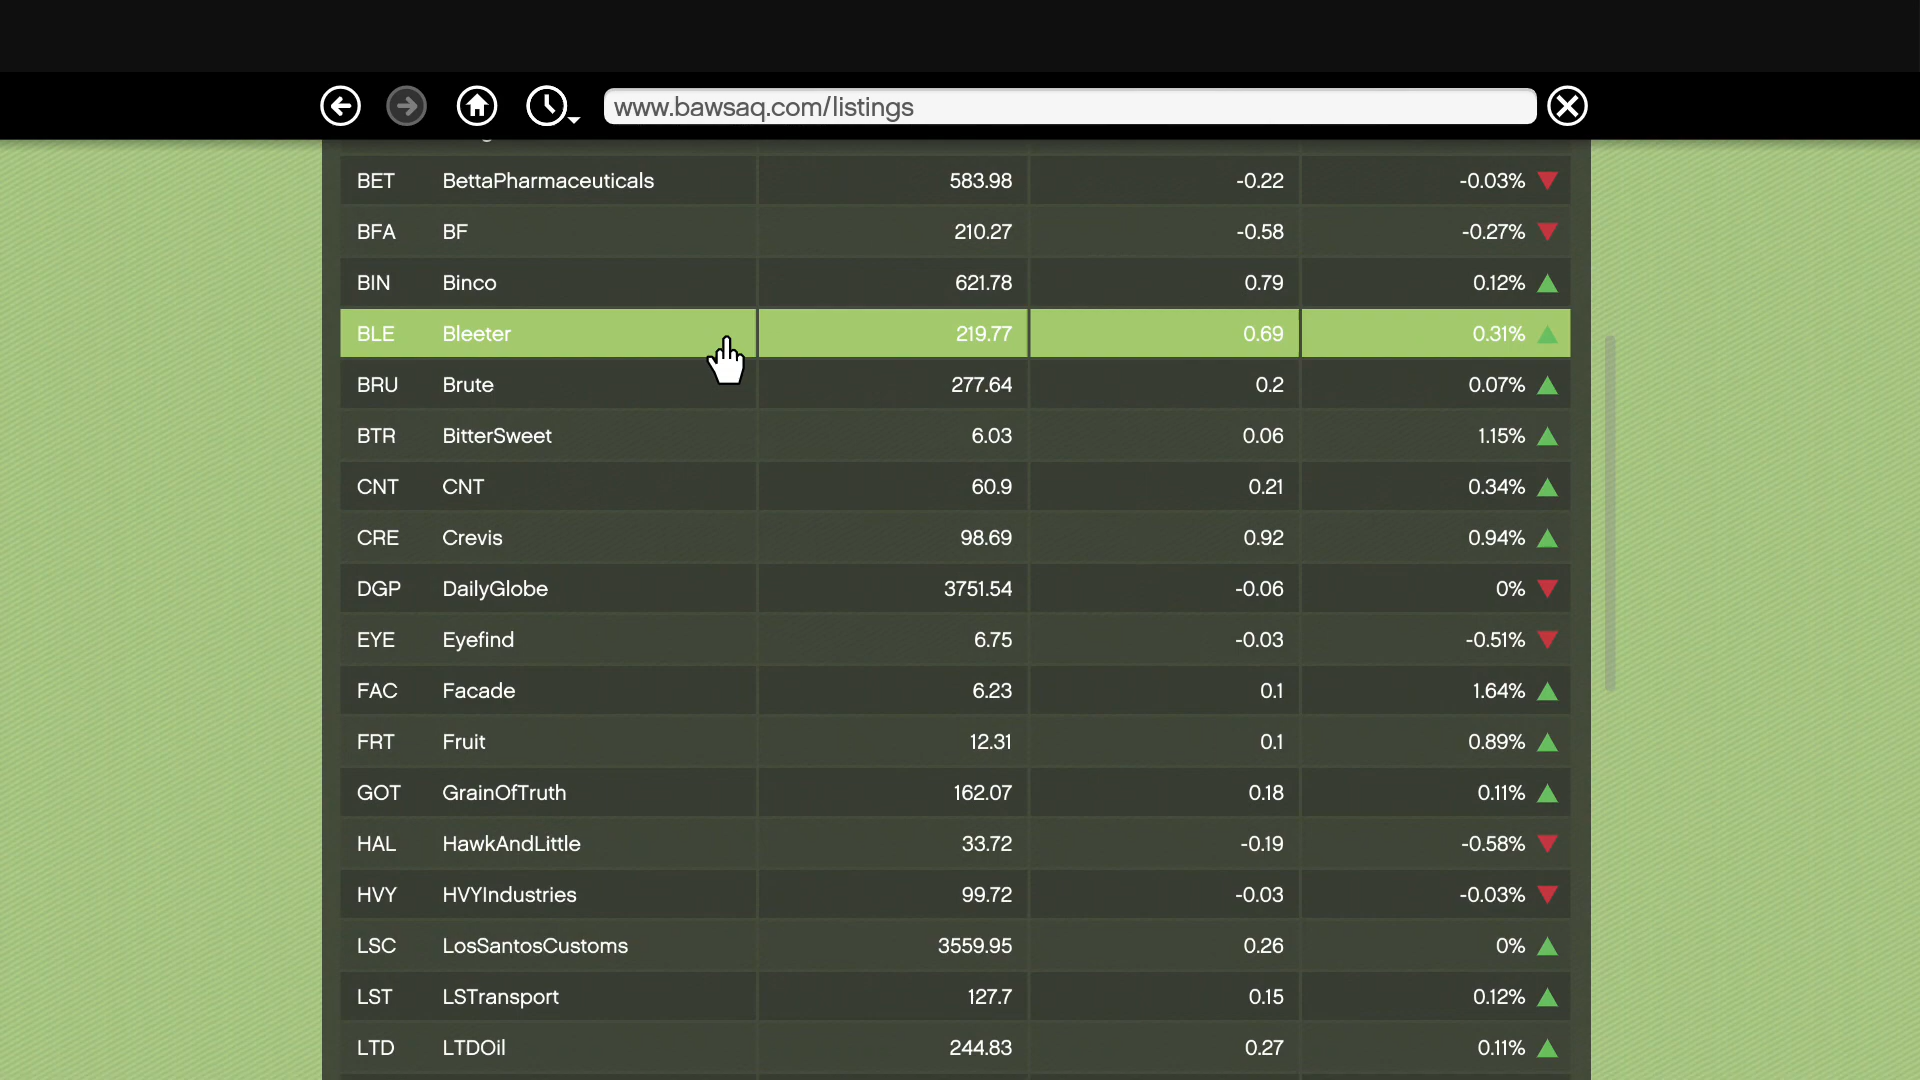 www.bawsaq.com/listings
BET BettaPharmaceuticals 583.98 -0.22 -0.03%
BFA BF 210.27 -0.58 -0.27%
BIN Binco 621.78 0.79 0.12%
BLE Bleeter 219.77 0.69 0.31%
BRU Brute 277.64 0.2 0.07%
BTR BitterSweet 6.03 0.06 1.15%
CNT CNT 60.9 0.21 0.34%
CRE Crevis 98.69 0.92 0.94%
DGP DailyGlobe 3751.54 -0.06 0%
EYE Eyefind 6.75 -0.03 -0.51%
FAC Facade 6.23 0.1 1.64%
FRT Fruit 12.31 0.1 0.89%
GOT GrainOfTruth 162.07 0.18 0.11%
HAL HawkAndLittle 33.72 -0.19 -0.58%
HVY HVYIndustries 99.72 -0.03 -0.03%
LSC LosSantosCustoms 3559.95 0.26 0%
LST LSTransport 127.7 0.15 0.12%
LTD LTDOil 244.83 0.27 0.11%